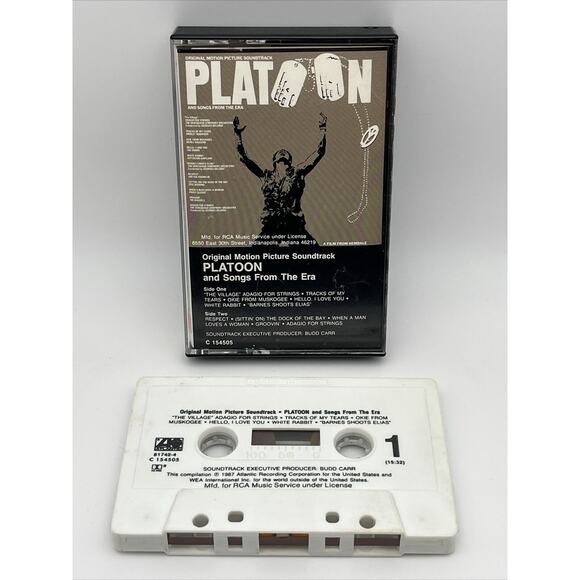 ORIGINAL MOTION PICTURE SOUNDTRACK
PLATOON
AND SONGS FROM THE ERA
Mfd. for RCA Music Service under License
6550 East 30th Street, Indianapolis, Indiana 46219
A FILM FROM HEMDALE
Original Motion Picture Soundtrack
PLATOON
and Songs From The Era
Side One
"THE VILLAGE" ADAGIO FOR STRINGS • TRACKS OF MY
TEARS • OKIE FROM MUSKOGEE • HELLO, I LOVE YOU •
WHITE RABBIT • "BARNES SHOOTS ELIAS"
Side Two
RESPECT • (SITTIN' ON) THE DOCK OF THE BAY • WHEN A MAN
LOVES A WOMAN • GROOVIN' • ADAGIO FOR STRINGS
SOUNDTRACK EXECUTIVE PRODUCER: BUDD CARR
C 154505
Original Motion Picture Soundtrack • PLATOON and Songs From The Era
"THE VILLAGE" ADAGIO FOR STRINGS • TRACKS OF MY TEARS • OKIE FROM
MUSKOGEE • HELLO, I LOVE YOU • WHITE RABBIT • "BARNES SHOOTS ELIAS"
81742-4
C 154505
1
(15:32)
SOUNDTRACK EXECUTIVE PRODUCER: BUDD CARR
This compilation ℗ 1987 Atlantic Recording Corporation for the United States and
WEA International Inc. for the world outside of the United States.
Mfd. for RCA Music Service under License